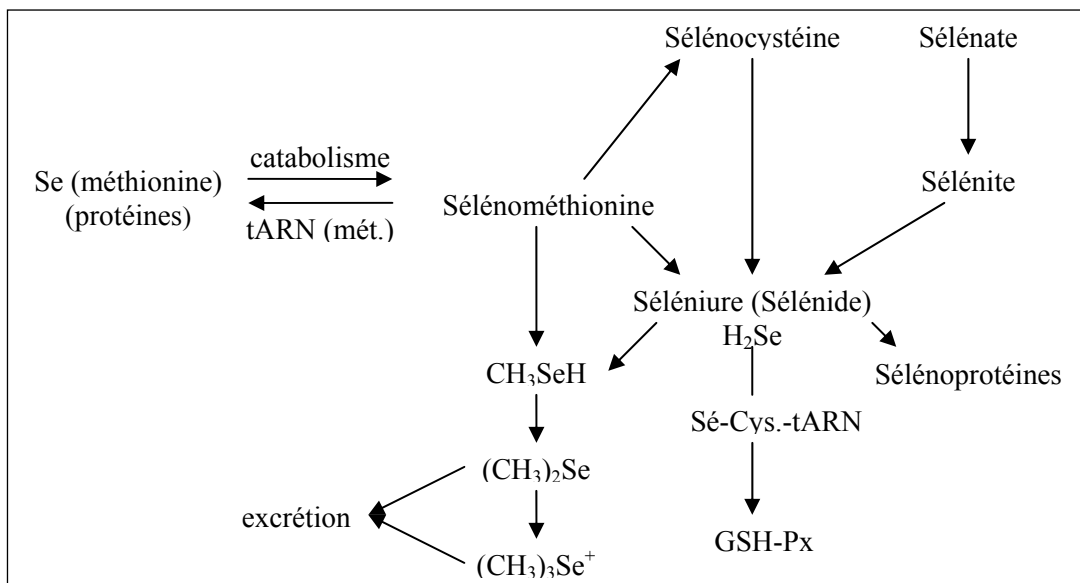 Sélénocystéine
Sélénate
catabolisme
Se (méthionine)
(protéines)
tARN (mét.)
Sélénométhionine
Sélénite
Séléniure (Sélénide)
H₂Se
CH₃SeH
Sélénoprotéines
Sé-Cys.-tARN
(CH₃)₂Se
excrétion
GSH-Px
(CH₃)₃Se⁺